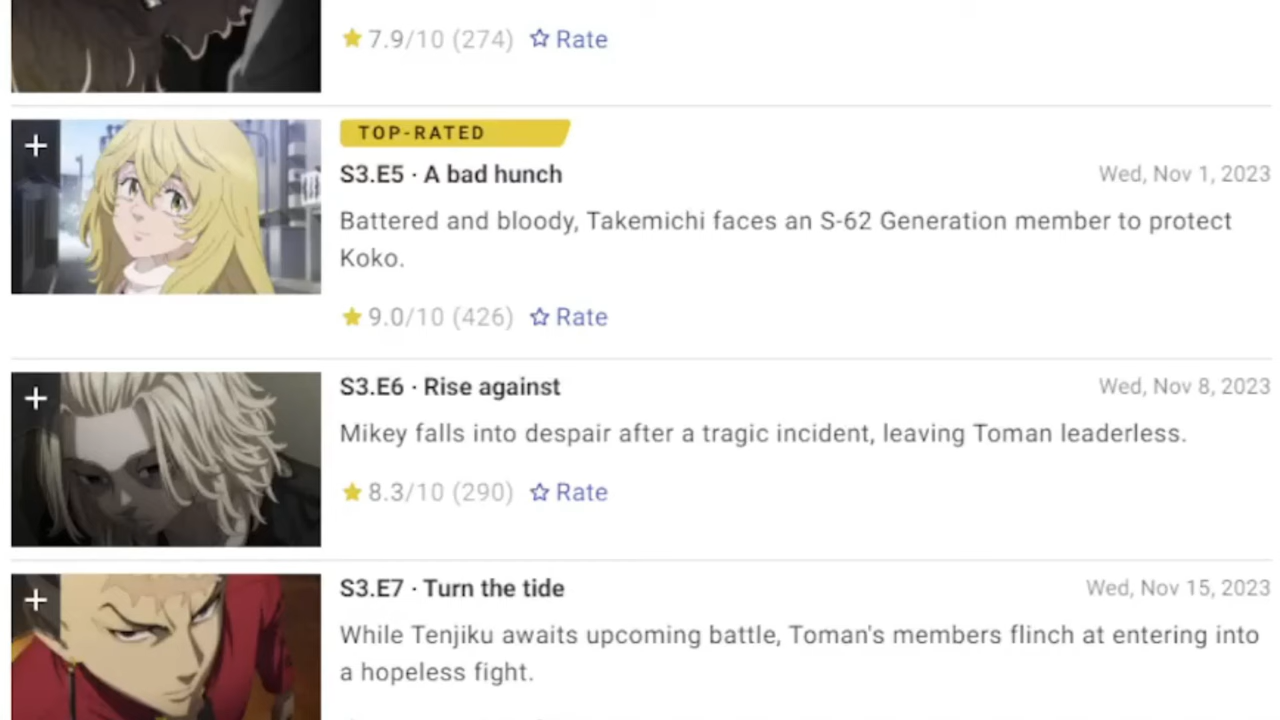 7.9/10 (274) Rate
TOP-RATED
S3.E5 · A bad hunch
Wed, Nov 1, 2023
Battered and bloody, Takemichi faces an S-62 Generation member to protect
Koko.
9.0/10 (426) Rate
S3.E6 · Rise against
Wed, Nov 8, 2023
Mikey falls into despair after a tragic incident, leaving Toman leaderless.
8.3/10 (290) Rate
S3.E7 · Turn the tide
Wed, Nov 15, 2023
While Tenjiku awaits upcoming battle, Toman's members flinch at entering into
a hopeless fight.